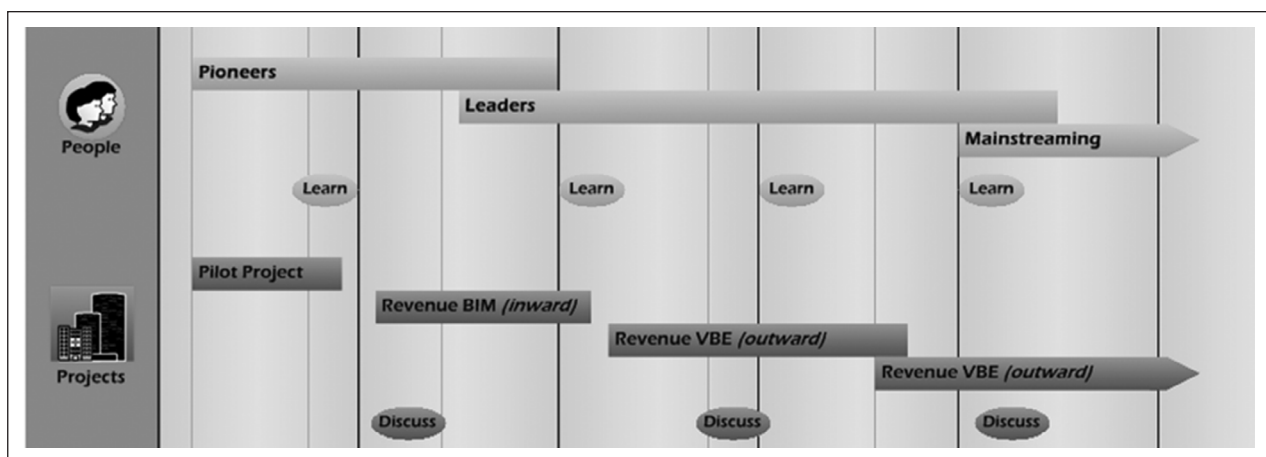 Pioneers
Leaders
Mainstreaming
People
Learn Learn Learn Learn
Pilot Project
Revenue BIM (inward)
Revenue VBE (outward)
Revenue VBE (outward)
Projects
Discuss Discuss Discuss